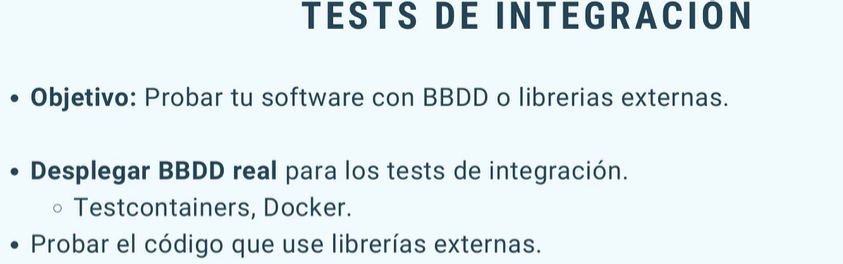 TESTS DE INTEGRACIÓN
• Objetivo: Probar tu software con BBDD o librerias externas.
• Desplegar BBDD real para los tests de integración.
○ Testcontainers, Docker.
• Probar el código que use librerías externas.